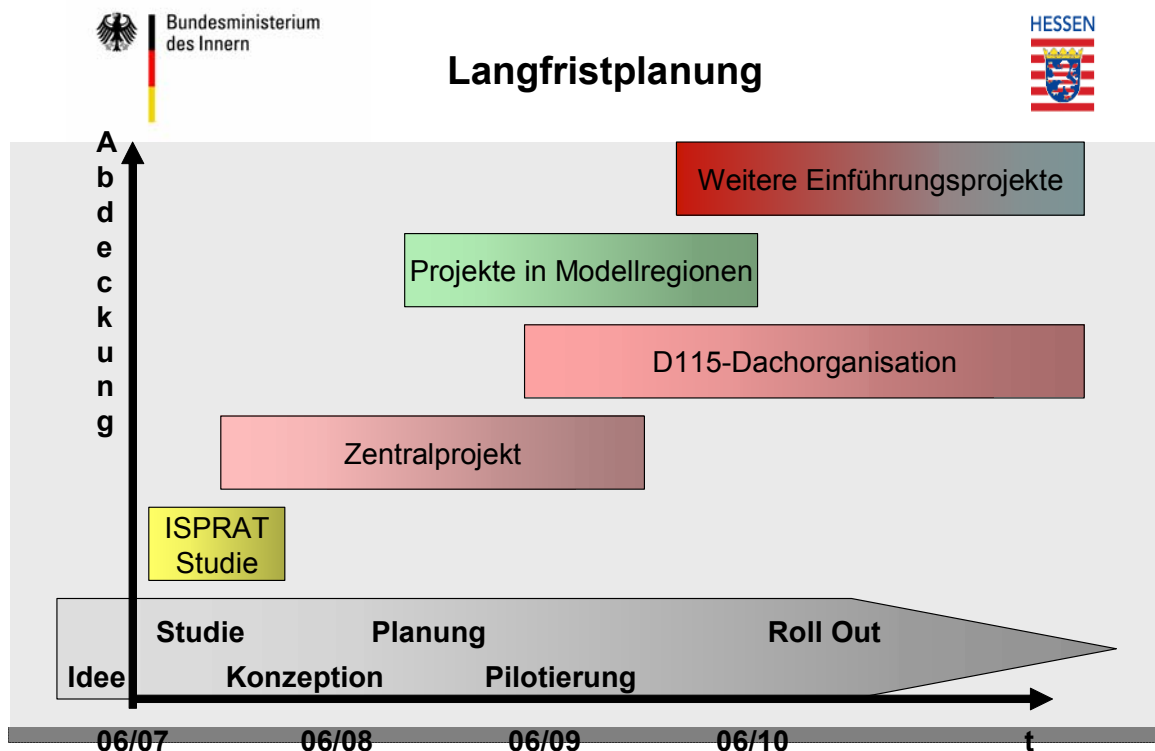 Bundesministerium
des Innern
HESSEN
Langfristplanung
Abdeckung
Weitere Einführungsprojekte
Projekte in Modellregionen
D115-Dachorganisation
Zentralprojekt
ISPRAT
Studie
Studie Planung Roll Out
Idee Konzeption Pilotierung
06/07 06/08 06/09 06/10 t